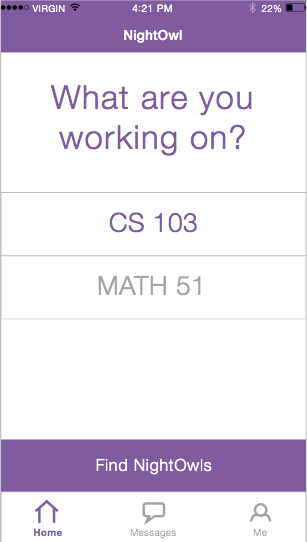 VIRGIN 4:21 PM 22%
NightOwl
What are you
working on?
CS 103
MATH 51
Find NightOwls
Home Messages Me